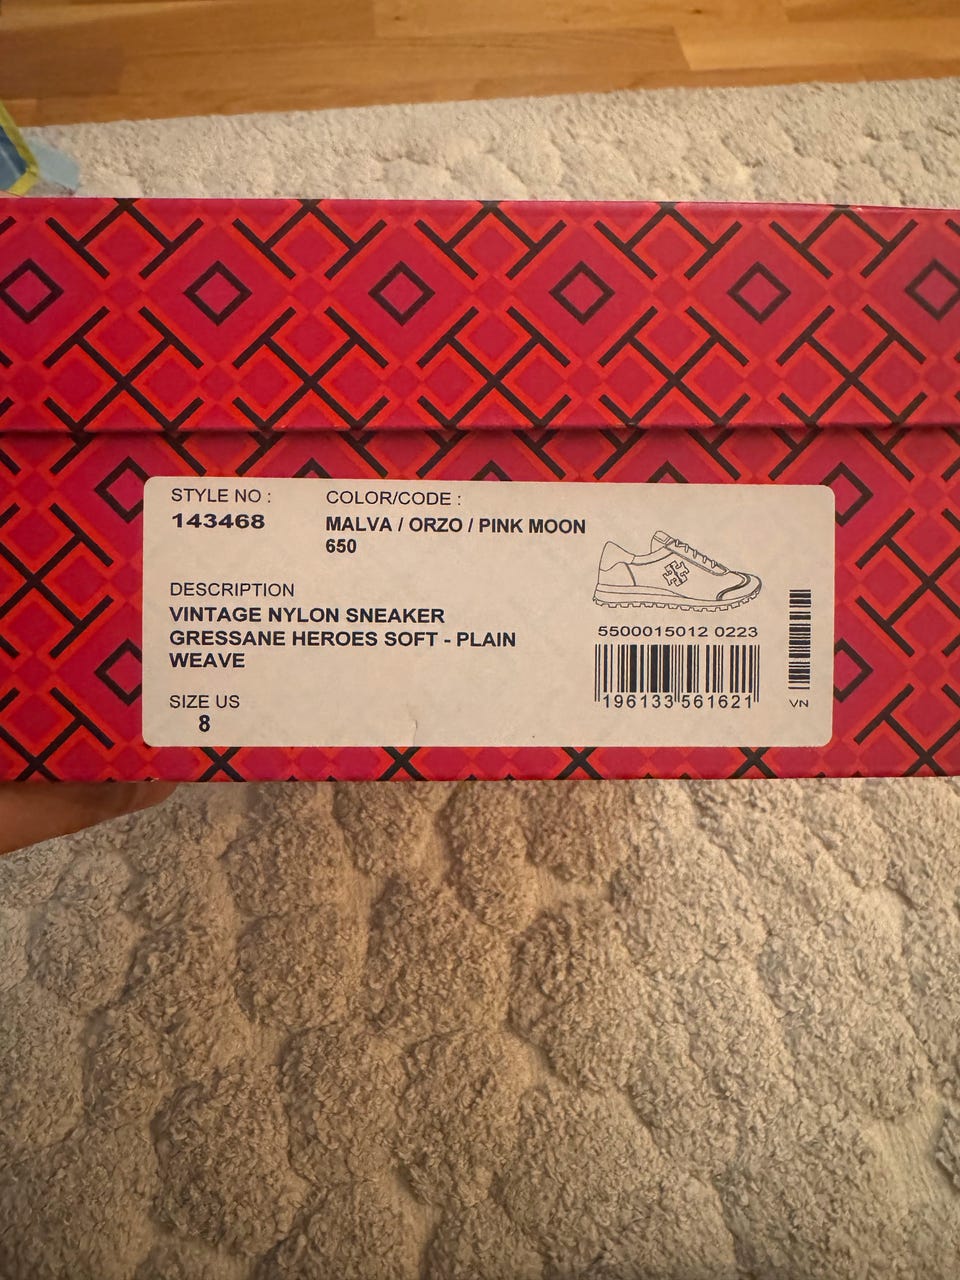 STYLE NO :
143468
COLOR/CODE :
MALVA / ORZO / PINK MOON
650
DESCRIPTION
VINTAGE NYLON SNEAKER
GRESSANE HEROES SOFT - PLAIN
WEAVE
SIZE US
8
5500015012 0223
196133 561621
VN